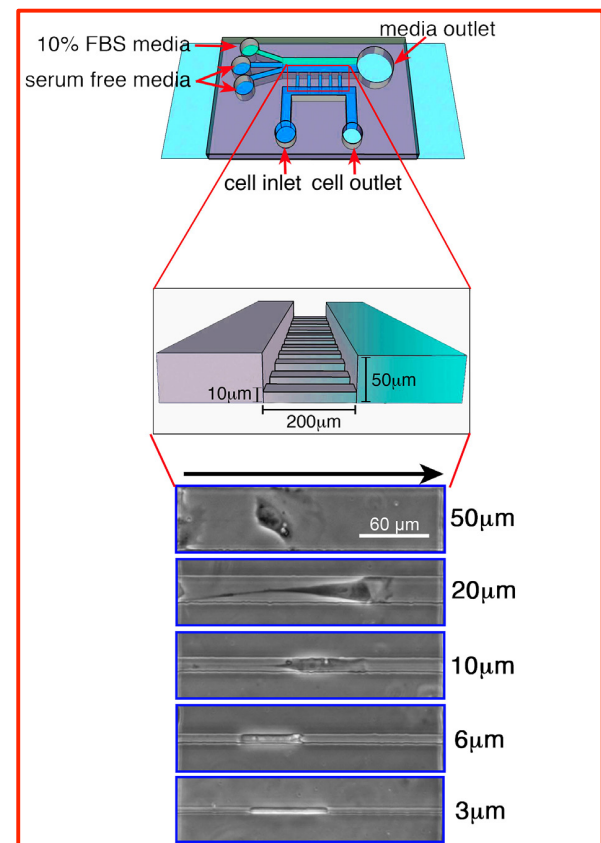 media outlet
10% FBS media
serum free media
cell inlet
cell outlet
50μm
10μm
200μm
60 μm
50μm
20μm
10μm
6μm
3μm